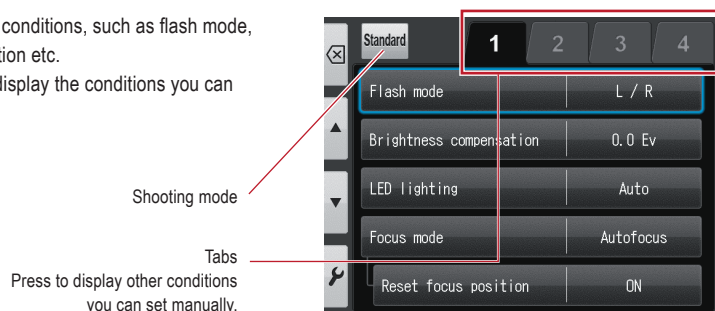 conditions, such as flash mode,
tion etc.
display the conditions you can
Shooting mode
Tabs
Press to display other conditions
you can set manually.
Standard
1 2 3 4
Flash mode L / R
Brightness compensation 0.0 Ev
LED lighting Auto
Focus mode Autofocus
Reset focus position ON